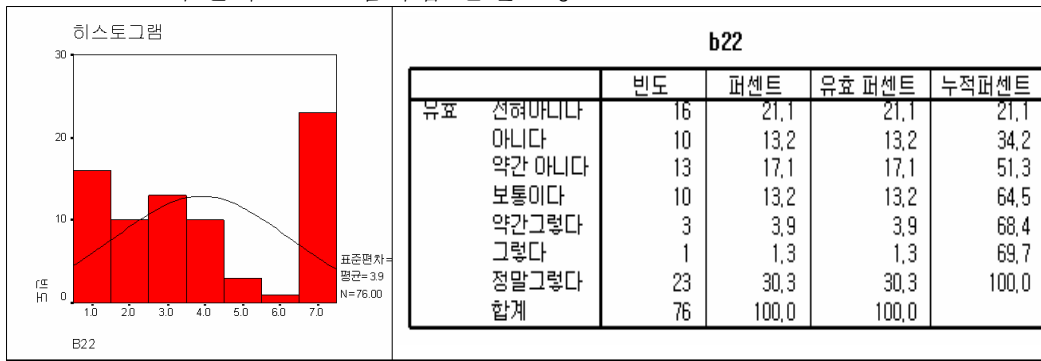 히스토그램
30
20
10
0
빈도
1.0 2.0 3.0 4.0 5.0 6.0 7.0
B22
표준편차=
평균=3.9
N=76.00
b22
빈도 퍼센트 유효 퍼센트 누적퍼센트
유효 전혀아니다 16 21,1 21,1 21,1
아니다 10 13,2 13,2 34,2
약간 아니다 13 17,1 17,1 51,3
보통이다 10 13,2 13,2 64,5
약간그렇다 3 3,9 3,9 68,4
그렇다 1 1,3 1,3 69,7
정말그렇다 23 30,3 30,3 100,0
합계 76 100,0 100,0